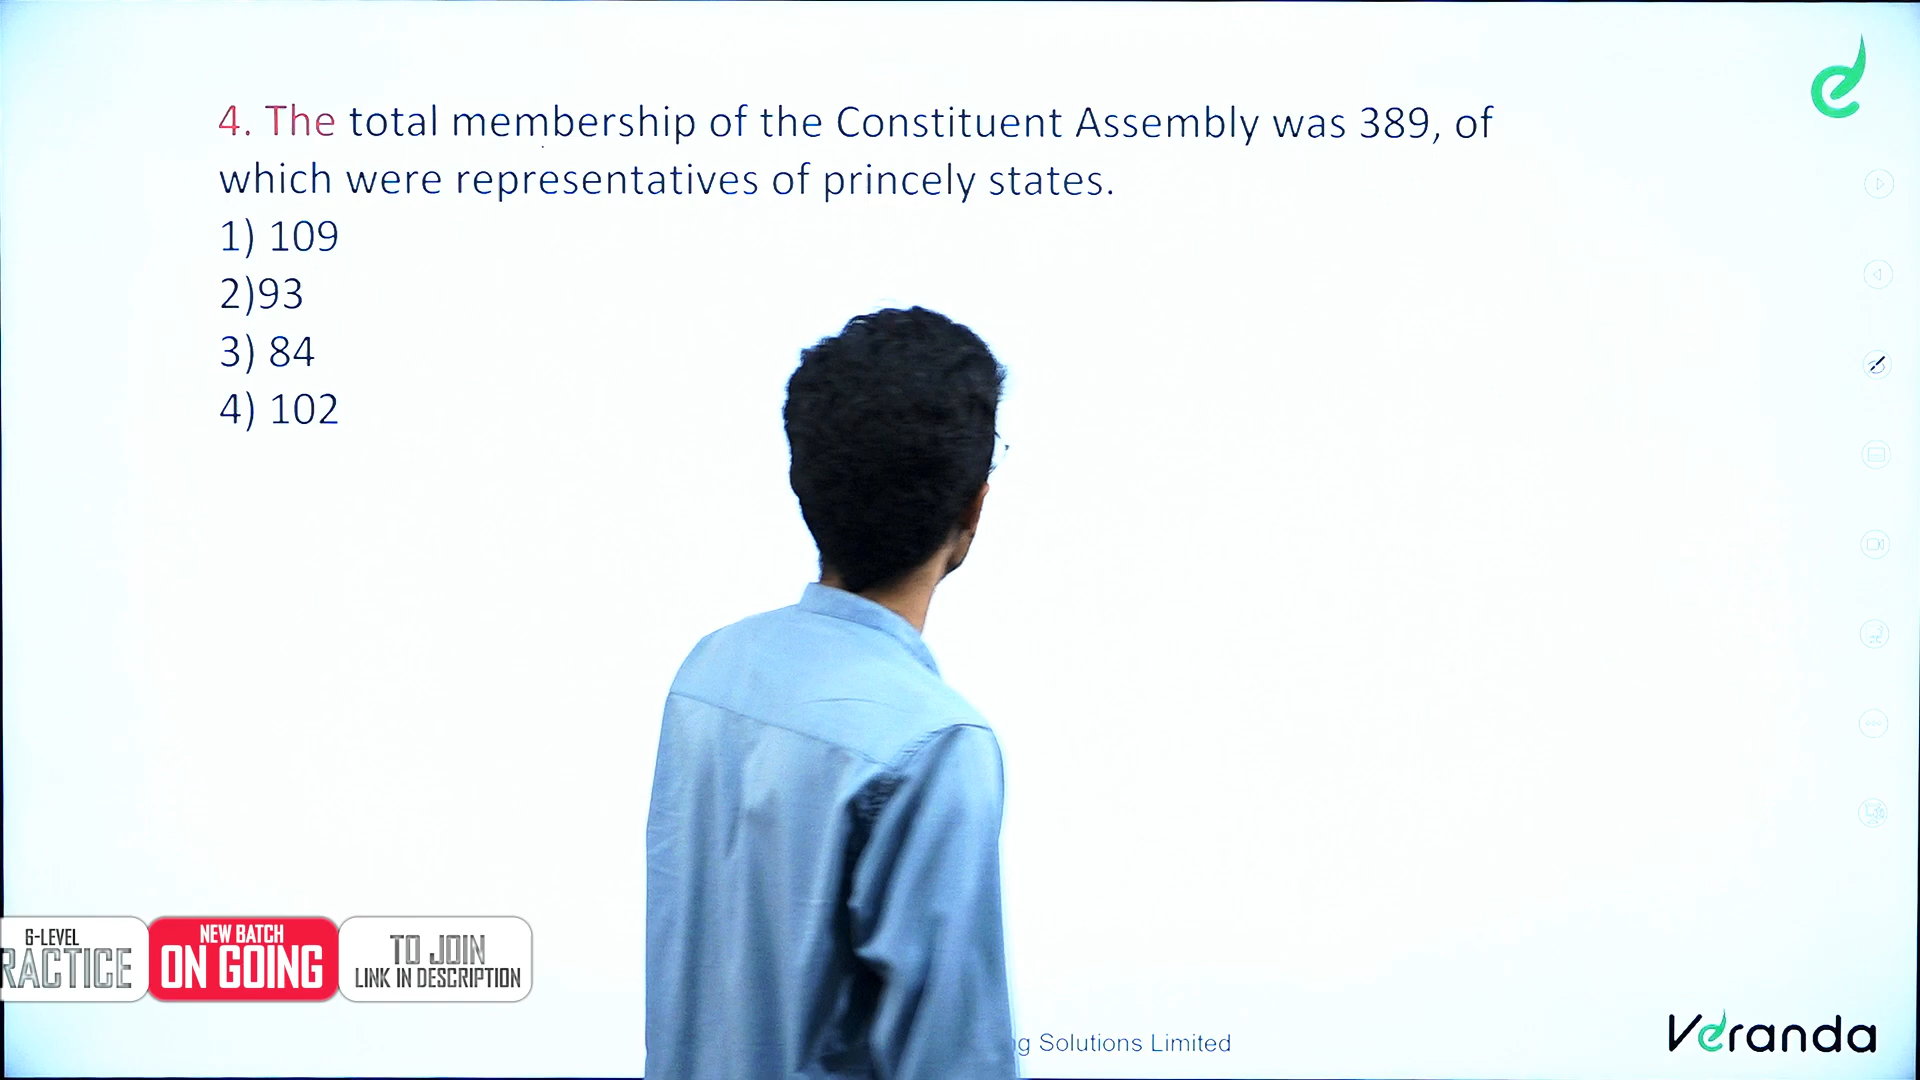 4. The total membership of the Constituent Assembly was 389, of
which were representatives of princely states.
1) 109
2)93
3) 84
4) 102
6-LEVEL
RACTICE
NEW BATCH
ON GOING
TO JOIN
LINK IN DESCRIPTION
g Solutions Limited
Veranda